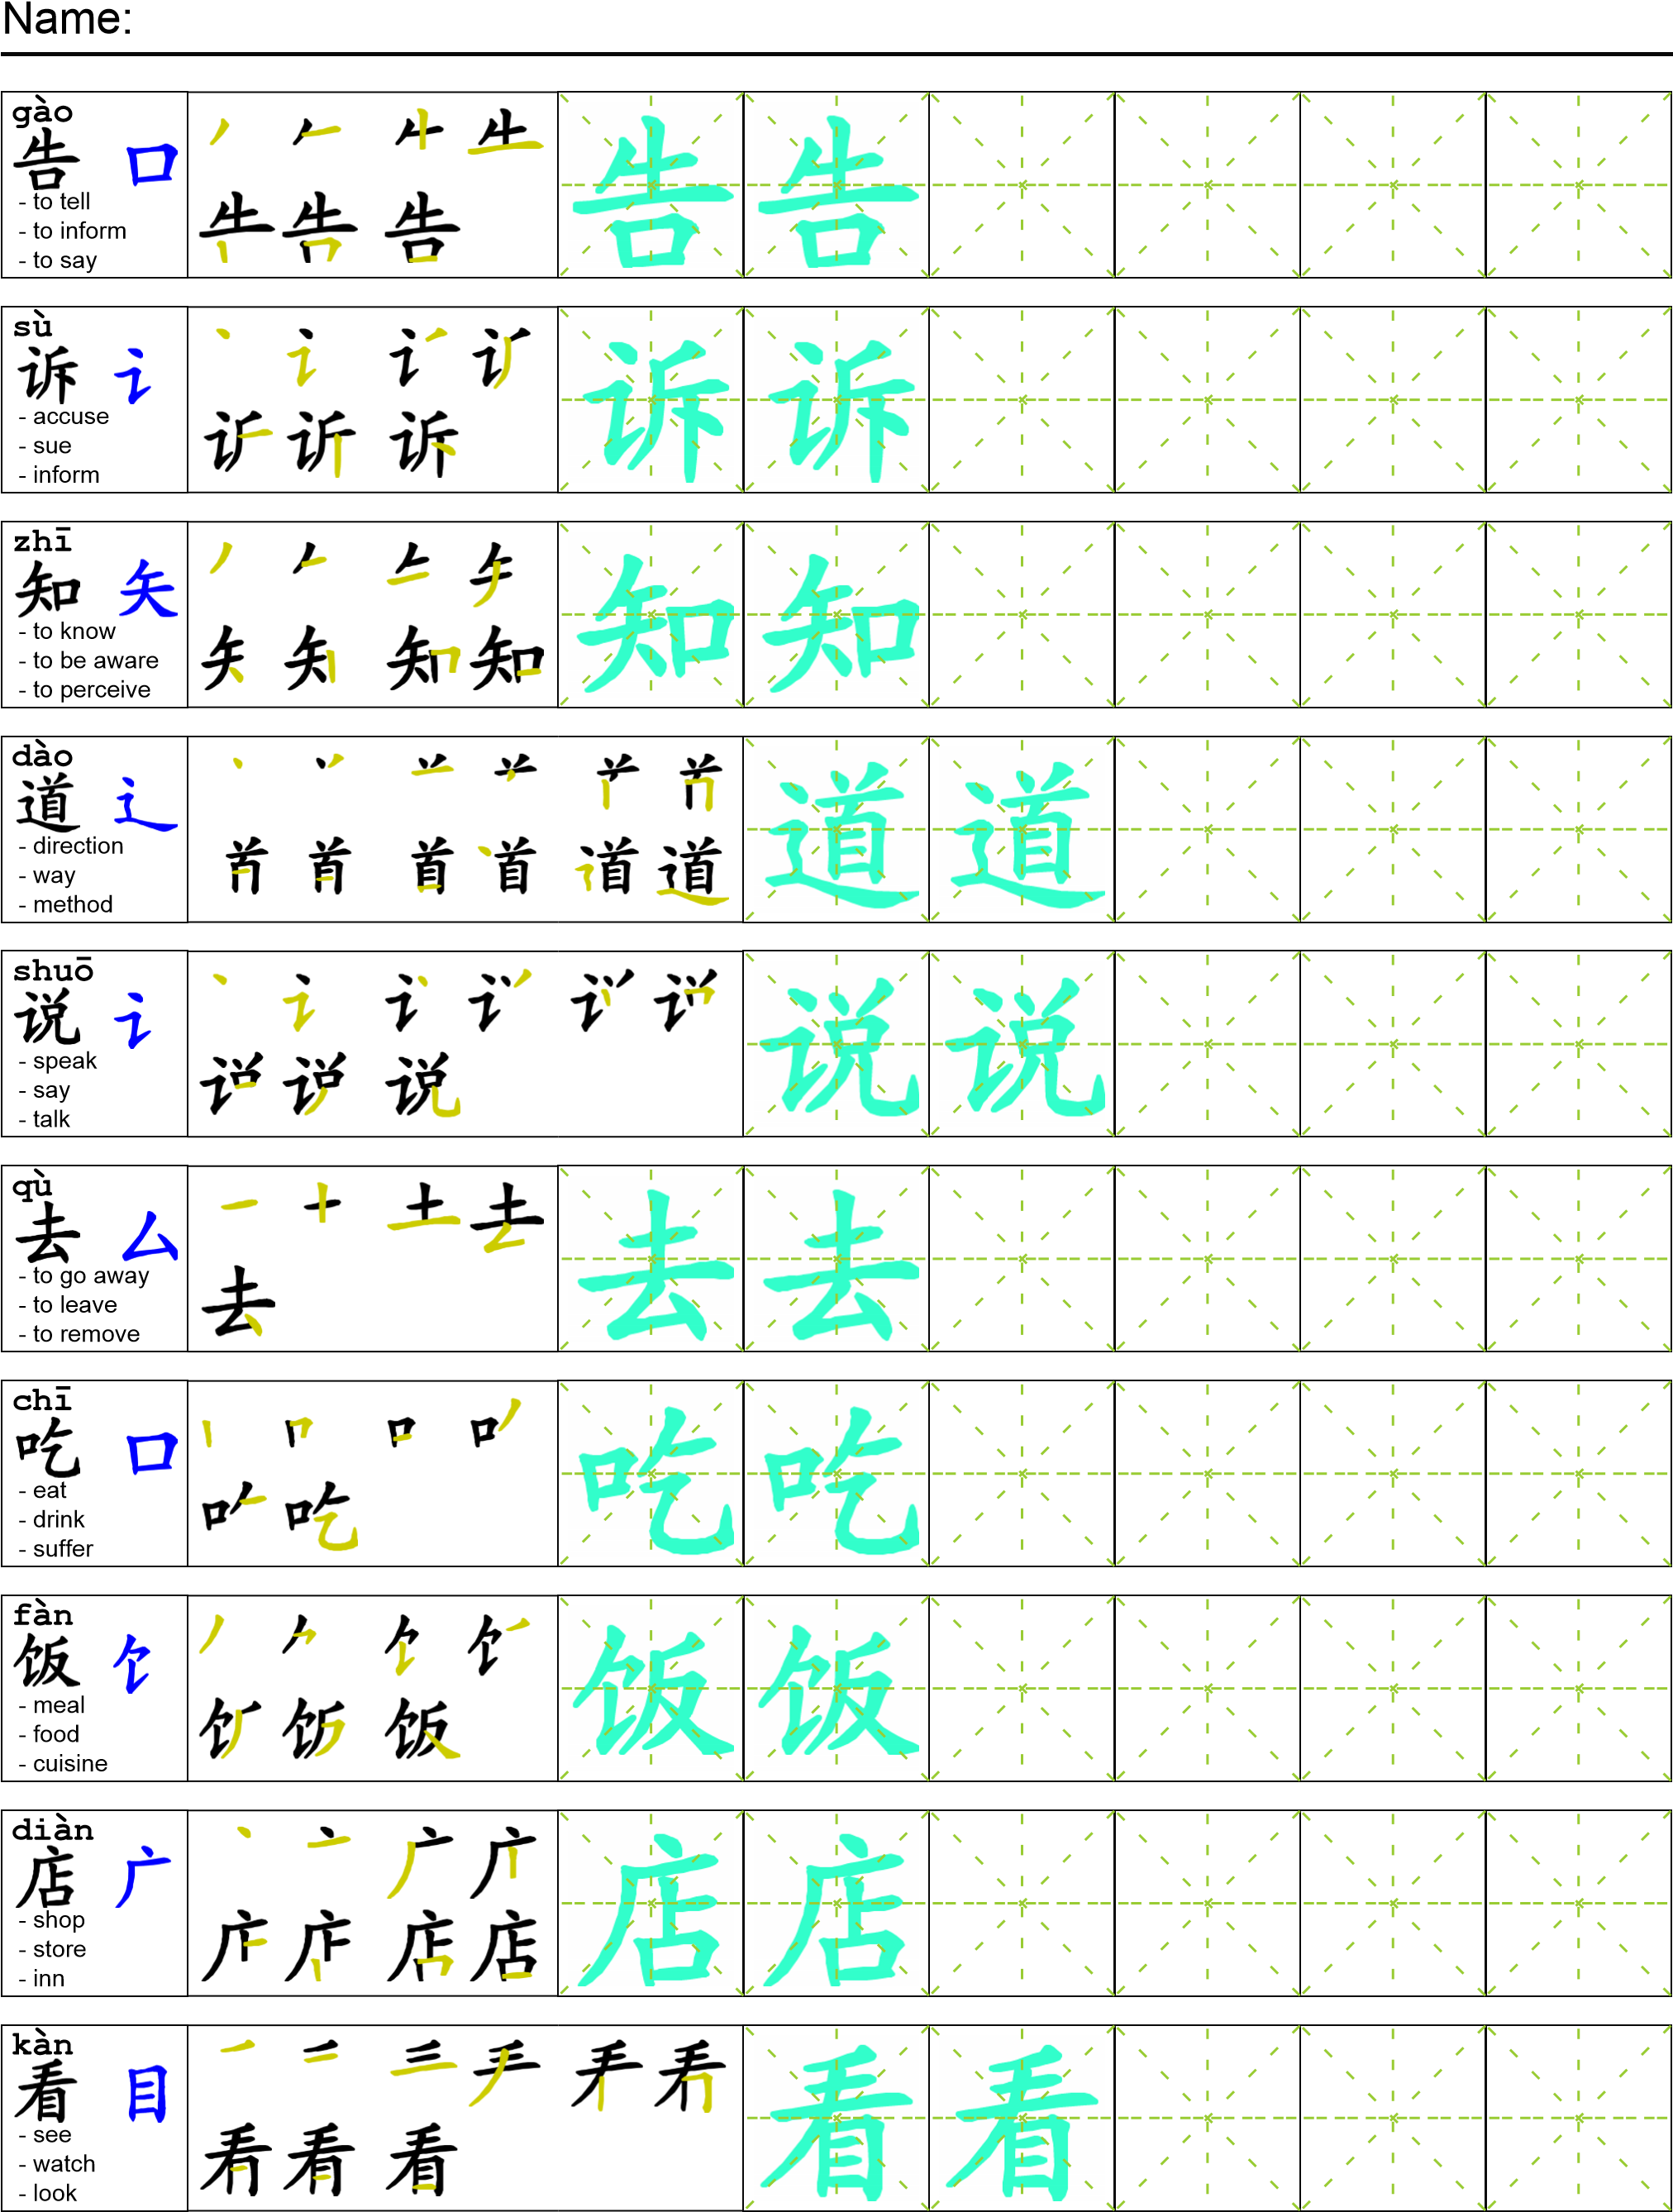 Name:
gào
告 口
- to tell
- to inform
- to say
告 告
sù
诉 讠
- accuse
- sue
- inform
诉 诉
zhī
知 矢
- to know
- to be aware
- to perceive
知 知
dào
道 辶
- direction
- way
- method
道 道
shuō
说 讠
- speak
- say
- talk
说 说
qù
去 厶
- to go away
- to leave
- to remove
去 去
chī
吃 口
- eat
- drink
- suffer
吃 吃
fàn
饭 饣
- meal
- food
- cuisine
饭 饭
diàn
店 广
- shop
- store
- inn
店 店
kàn
看 目
- see
- watch
- look
看 看